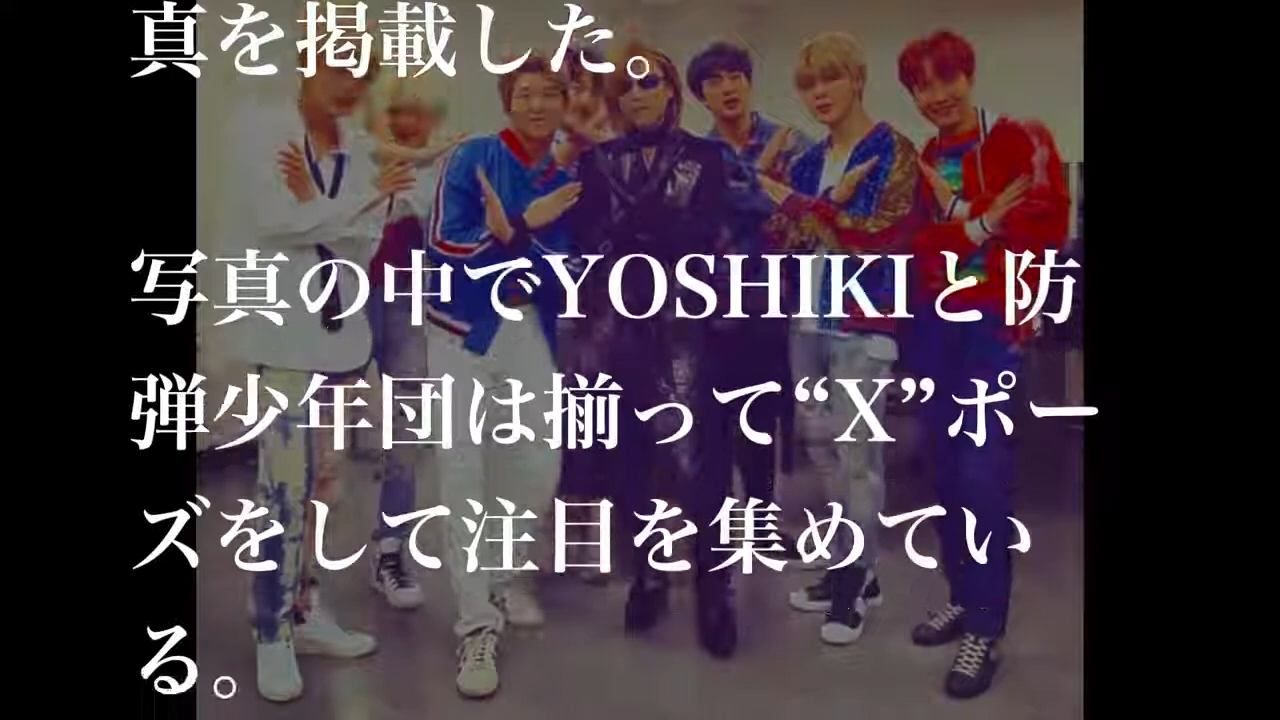 真を掲載した。
写真の中でYOSHIKIと防
弾少年団は揃って“X”ポー
ズをして注目を集めてい
る。